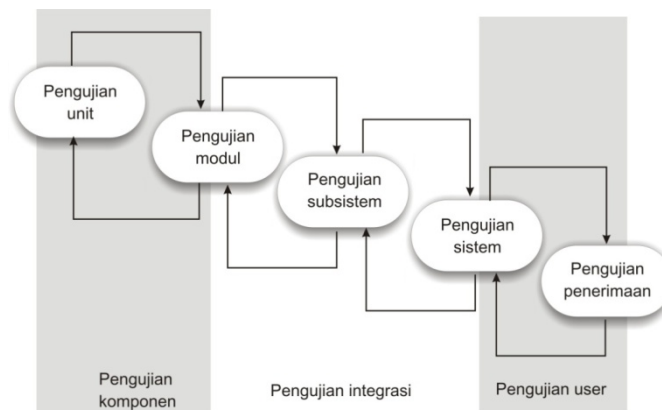 Pengujian
unit
Pengujian
modul
Pengujian
subsistem
Pengujian
sistem
Pengujian
penerimaan
Pengujian
komponen
Pengujian integrasi
Pengujian user